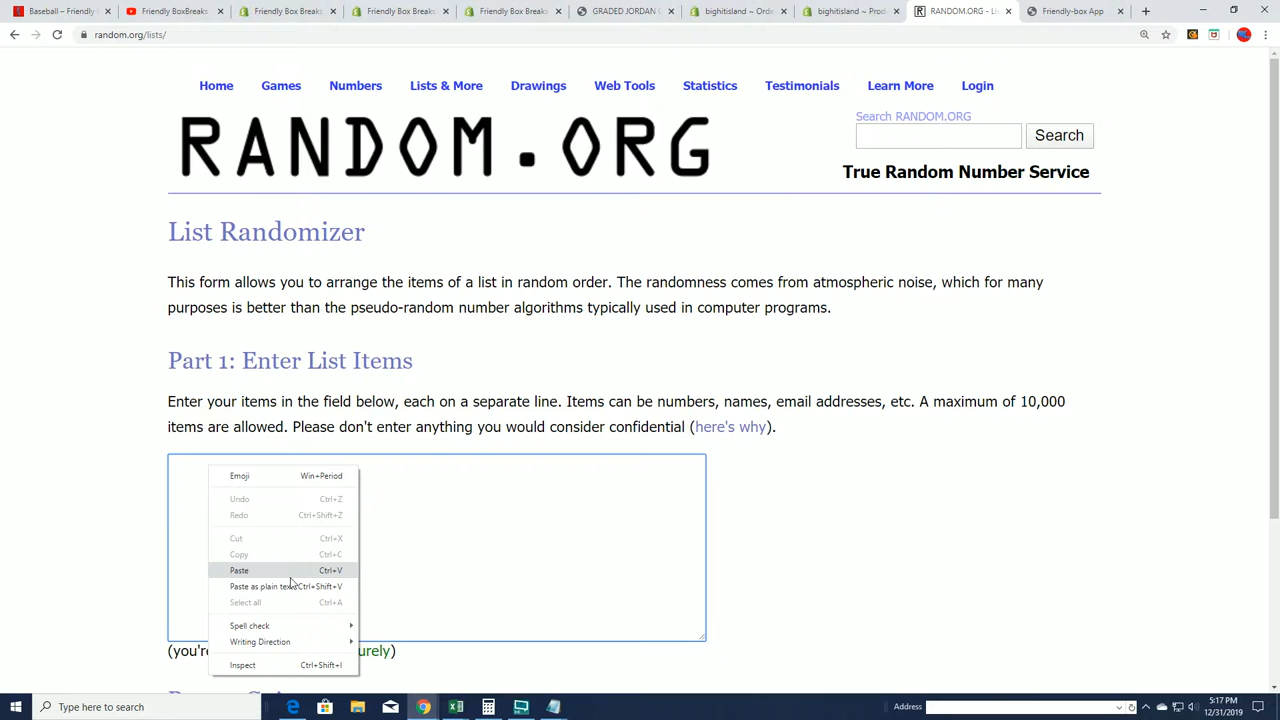 Baseball – Friendly
Friendly BoxBreaks
Friendly Box Breaks
Friendly Box Breaks
Friendly Box Breaks
GRADED JORDAN
bighitisland ~ Orde
bighitisland ~ Prod
RANDOM.ORG - Lis
Friendly-box App
random.org/lists/
Home Games Numbers Lists & More Drawings Web Tools Statistics Testimonials Learn More Login
RANDOM.ORG
Search RANDOM.ORG
Search
True Random Number Service
List Randomizer
This form allows you to arrange the items of a list in random order. The randomness comes from atmospheric noise, which for many
purposes is better than the pseudo-random number algorithms typically used in computer programs.
Part 1: Enter List Items
Enter your items in the field below, each on a separate line. Items can be numbers, names, email addresses, etc. A maximum of 10,000
items are allowed. Please don't enter anything you would consider confidential (here's why).
Emoji Win+Period
Undo Ctrl+Z
Redo Ctrl+Shift+Z
Cut Ctrl+X
Copy Ctrl+C
Paste Ctrl+V
Paste as plain text Ctrl+Shift+V
Select all Ctrl+A
Spell check
Writing Direction
Inspect Ctrl+Shift+I
(you're urely)
Type here to search
Address
5:17 PM
12/31/2019